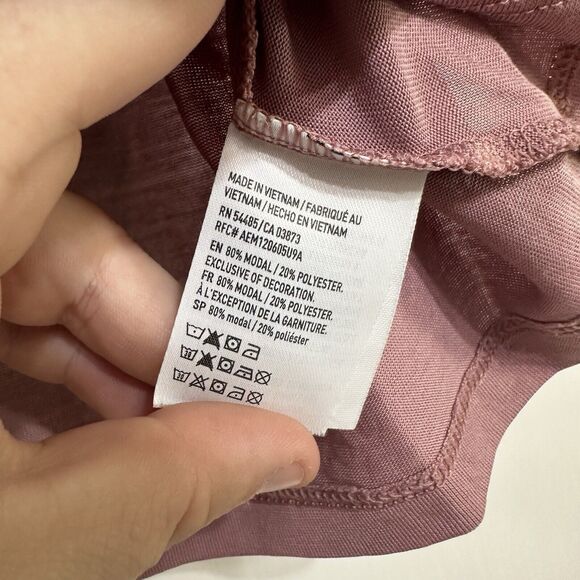 MADE IN VIETNAM / FABRIQUÉ AU
VIETNAM / HECHO EN VIETNAM
RN 54485/CA 03873
RFC# AEM120605U9A
EN 80% MODAL / 20% POLYESTER.
EXCLUSIVE OF DECORATION.
FR 80% MODAL / 20% POLYESTER.
À L'EXCEPTION DE LA GARNITURE.
SP 80% modal / 20% poliéster